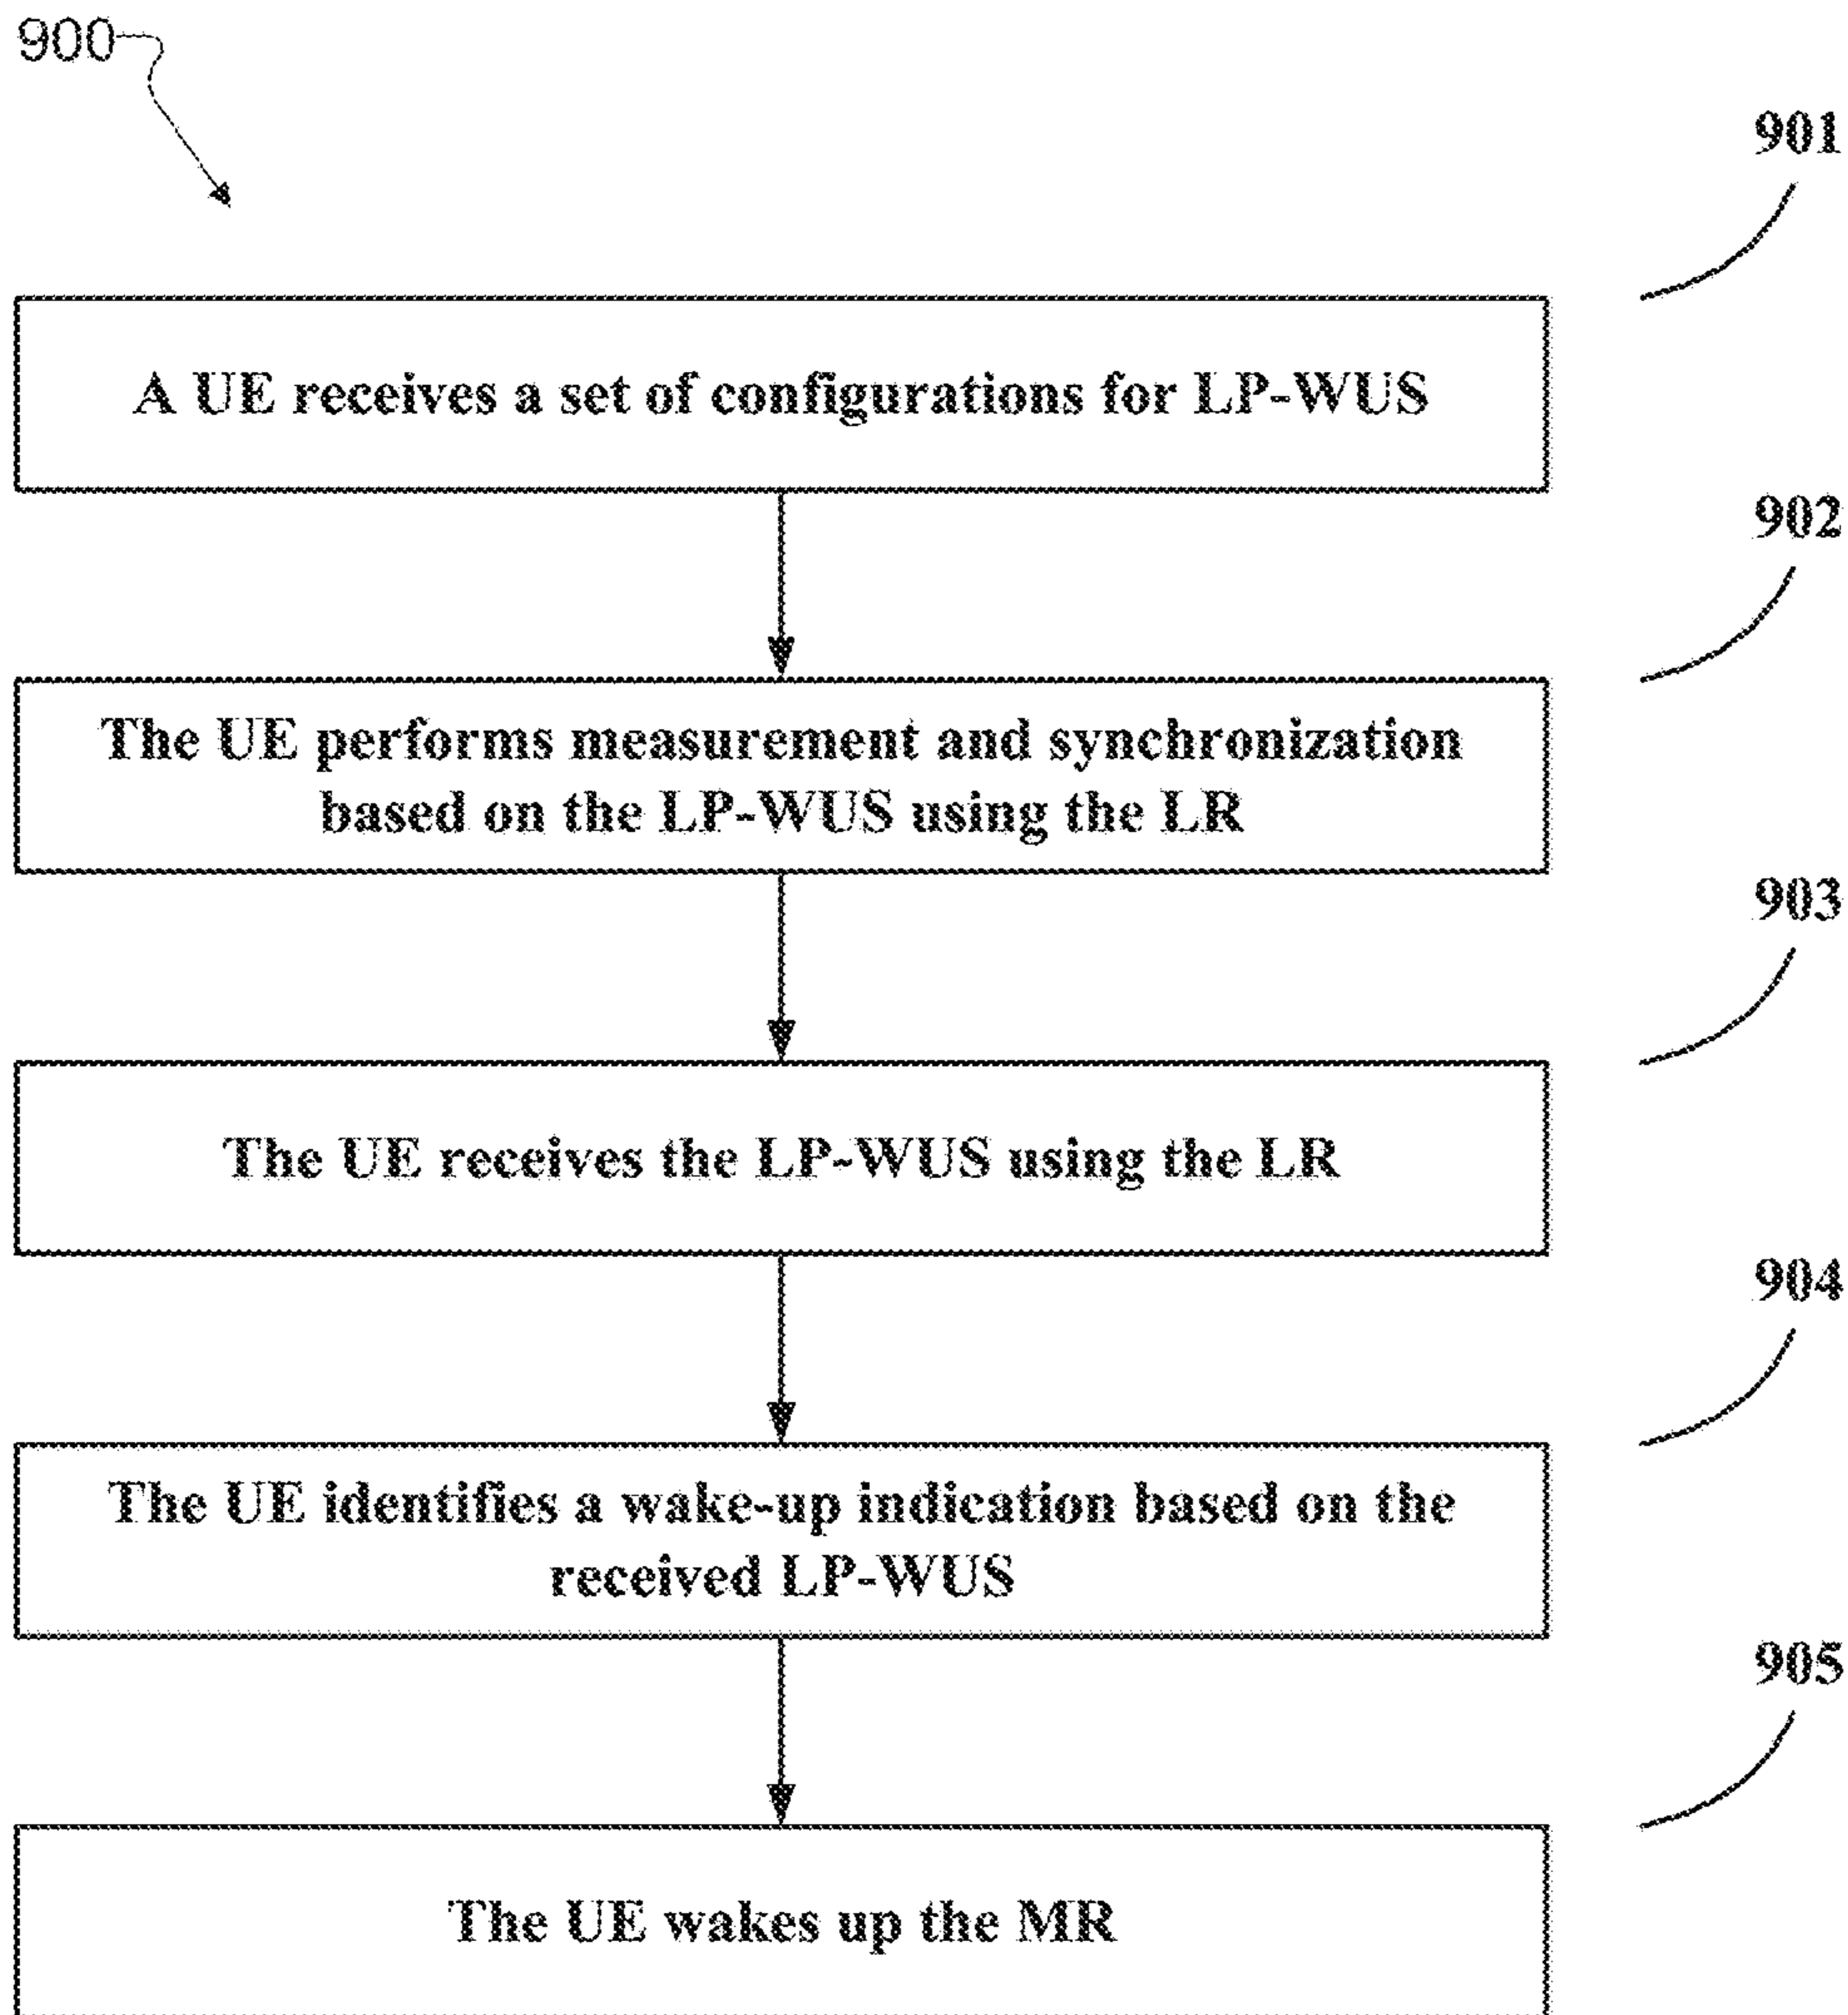 900
901
A UE receives a set of configurations for LP-WUS
902
The UE performs measurement and synchronization
based on the LP-WUS using the LR
903
The UE receives the LP-WUS using the LR
904
The UE identifies a wake-up indication based on the
received LP-WUS
905
The UE wakes up the MR